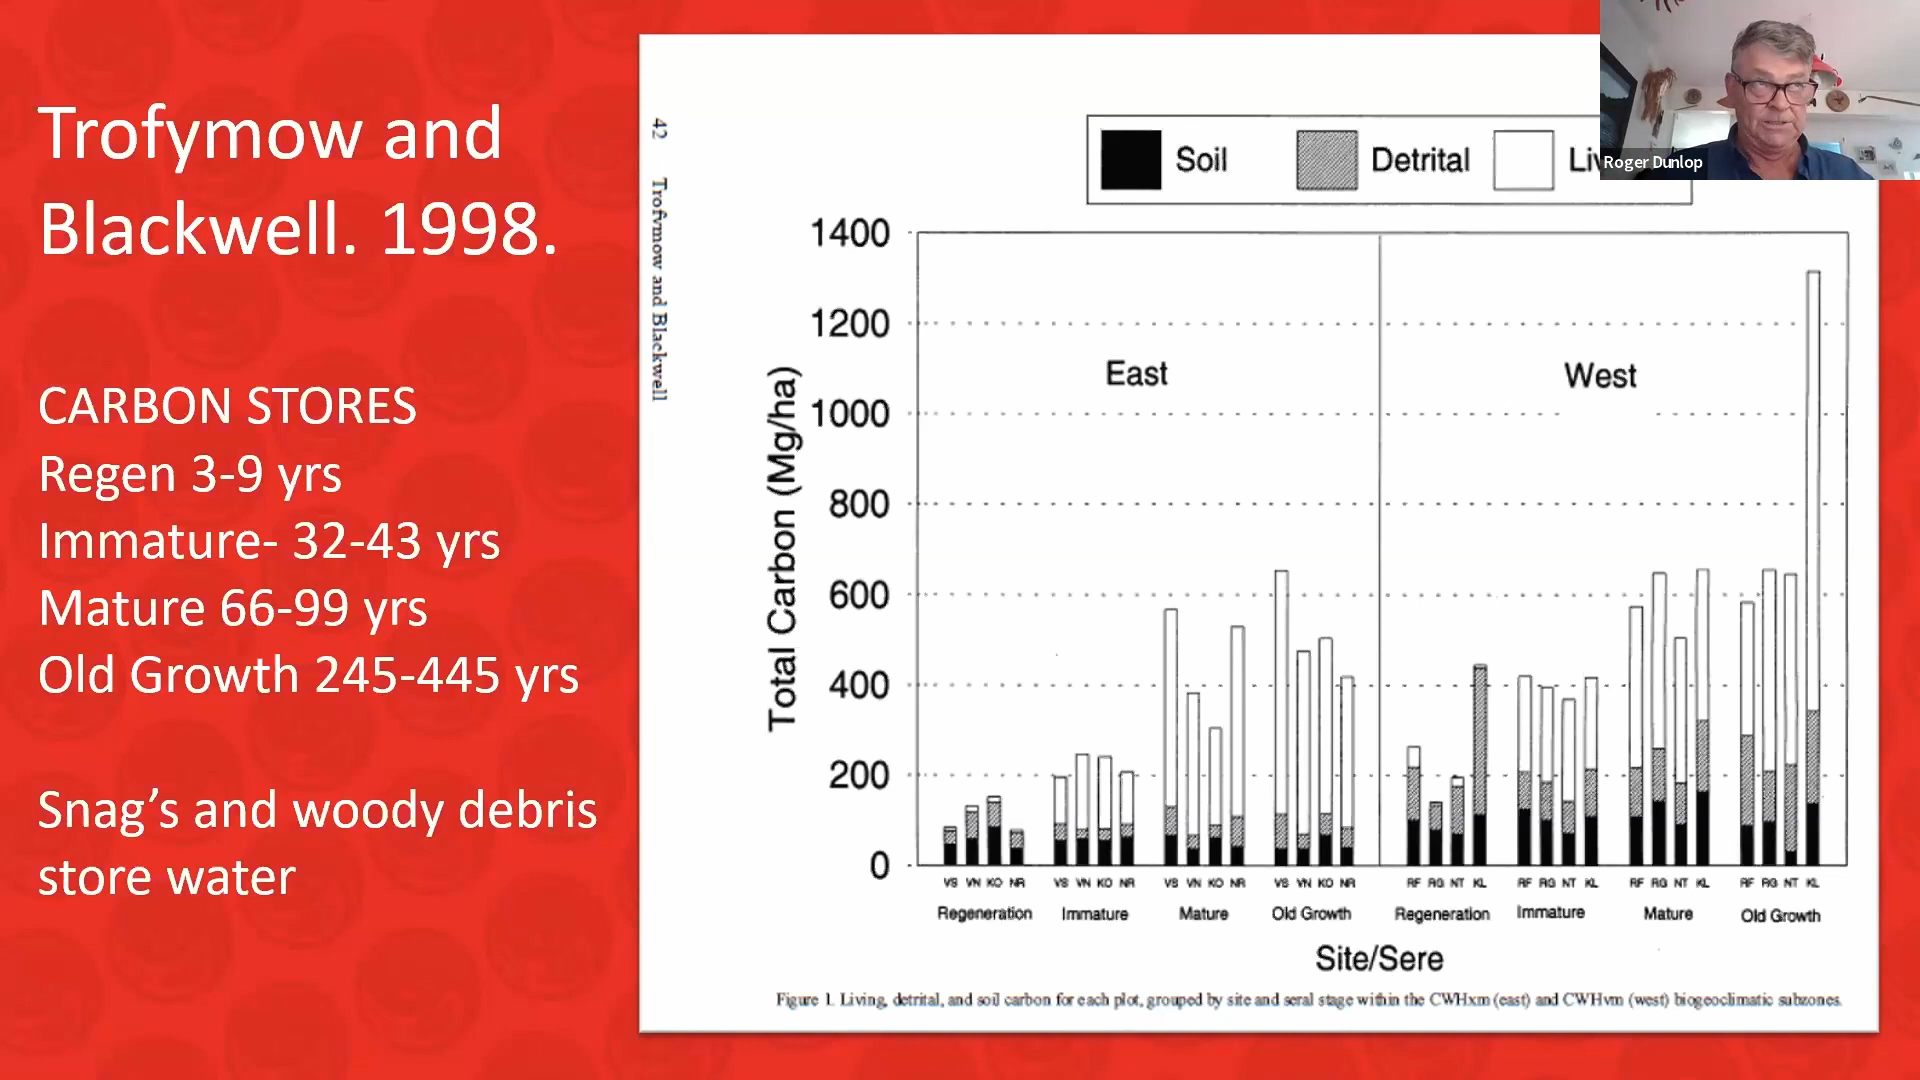 Trofymow and
Blackwell. 1998.
CARBON STORES
Regen 3-9 yrs
Immature- 32-43 yrs
Mature 66-99 yrs
Old Growth 245-445 yrs
Snag’s and woody debris
store water
42 Trofymow and Blackwell
Soil Detrital Liv
Roger Dunlop
Total Carbon (Mg/ha)
1400
1200
1000
800
600
400
200
0
East West
VS VN KO NR VS VN KO NR VS VN KO NR VS VN KO NR RF RG NT KL RF RG NT KL RF RG NT KL RF RG NT KL
Regeneration Immature Mature Old Growth Regeneration Immature Mature Old Growth
Site/Sere
Figure 1. Living, detrital, and soil carbon for each plot, grouped by site and seral stage within the CWHxm (east) and CWHvm (west) biogeoclimatic subzones.